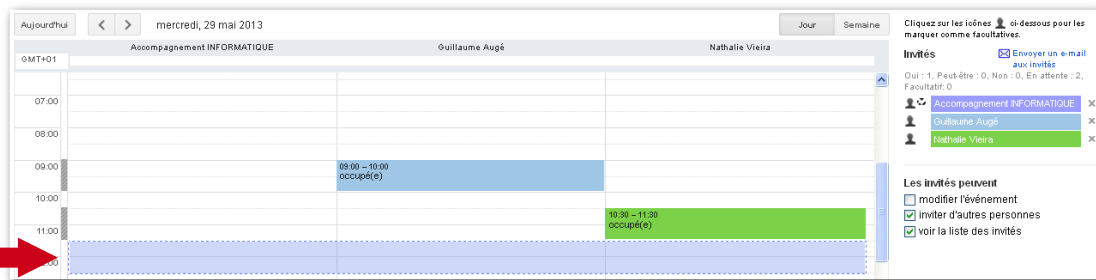 Aujourd'hui
mercredi, 29 mai 2013
Jour
Semaine
Accompagnement INFORMATIQUE
Guillaume Augé
Nathalie Vieira
GMT+01
07:00
08:00
09:00
10:00
11:00
09:00 – 10:00
occupé(e)
10:30 – 11:30
occupé(e)
Cliquez sur les icônes ci-dessous pour les
marquer comme facultatives.
Invités
Envoyer un e-mail
aux invités
Oui : 1, Peut-être : 0, Non : 0, En attente : 2,
Facultatif: 0
Accompagnement INFORMATIQUE
Guillaume Augé
Nathalie Vieira
Les invités peuvent
modifier l'événement
inviter d'autres personnes
voir la liste des invités